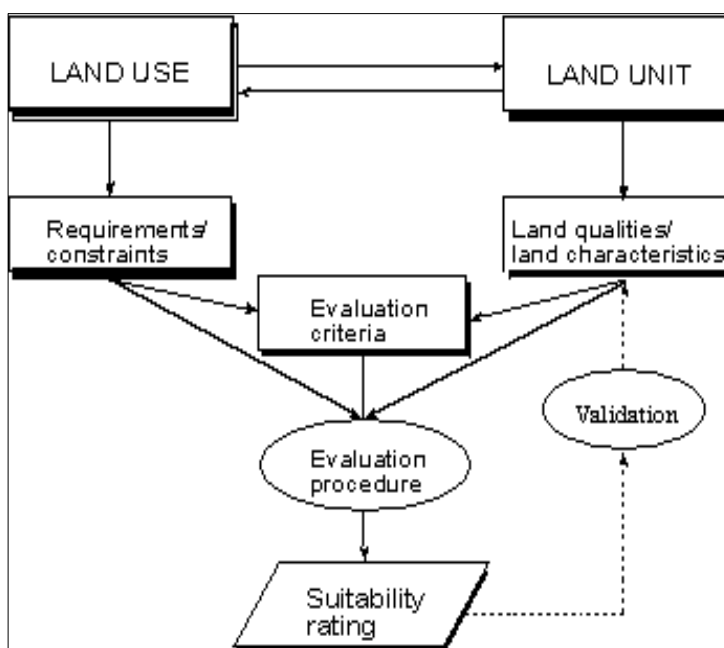 LAND USE
LAND UNIT
Requirements/
constraints
Land qualities/
land characteristics
Evaluation
criteria
Validation
Evaluation
procedure
Suitability
rating